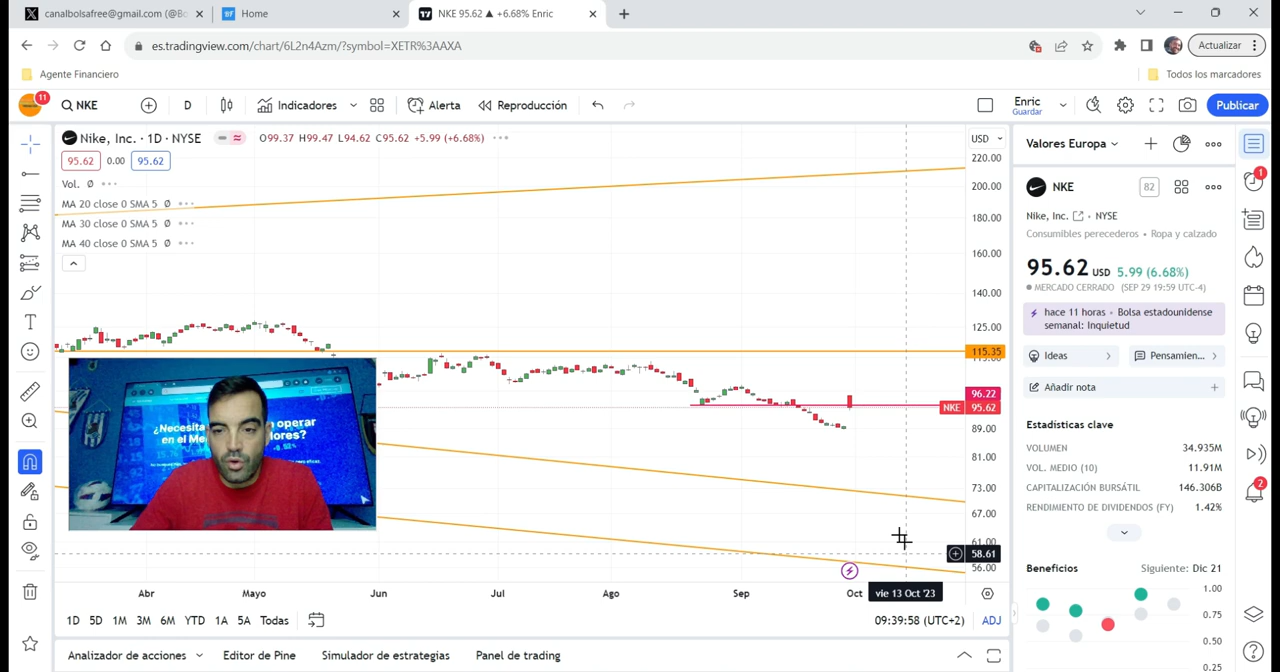 canalbolsafree@gmail.com (@Bo
Home
NKE 95.62 ▲ +6.68% Enric
es.tradingview.com/chart/6L2n4Azm/?symbol=XETR%3AAXA
Actualizar
Agente Financiero
Todos los marcadores
11
NKE
D
Indicadores
Alerta
Reproducción
Enric
Guardar
Publicar
Nike, Inc. · 1D · NYSE
O99.37 H99.47 L94.62 C95.62 +5.99 (+6.68%)
95.62 0.00 95.62
Vol. Ø
MA 20 close 0 SMA 5 Ø
MA 30 close 0 SMA 5 Ø
MA 40 close 0 SMA 5 Ø
USD
220.00
200.00
180.00
160.00
140.00
125.00
115.35
115.00
96.22
NKE 95.62
89.00
81.00
73.00
67.00
61.00
58.61
56.00
¿Necesita operar
en el Me lores?
Abr Mayo Jun Jul Ago Sep Oct vie 13 Oct '23
1D 5D 1M 3M 6M YTD 1A 5A Todas
09:39:58 (UTC+2) ADJ
Analizador de acciones Editor de Pine Simulador de estrategias Panel de trading
Valores Europa
NKE
82
Nike, Inc. · NYSE
Consumibles perecederos • Ropa y calzado
95.62 USD 5.99 (6.68%)
MERCADO CERRADO (SEP 29 19:59 UTC-4)
hace 11 horas • Bolsa estadounidense
semanal: Inquietud
Ideas
Pensamien...
Añadir nota
Estadísticas clave
VOLUMEN 34.935M
VOL. MEDIO (10) 11.91M
CAPITALIZACIÓN BURSÁTIL 146.306B
RENDIMIENTO DE DIVIDENDOS (FY) 1.42%
Beneficios Siguiente: Dic 21
1.00
0.75
0.50
0.25
1
2